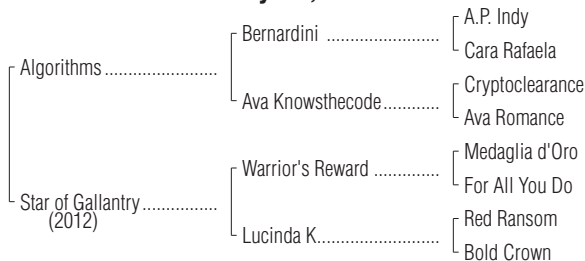 A.P. Indy
Bernardini
Cara Rafaela
Algorithms
Cryptoclearance
Ava Knowsthecode
Ava Romance
Medaglia d'Oro
Warrior's Reward
For All You Do
Star of Gallantry
(2012)
Red Ransom
Lucinda K.
Bold Crown